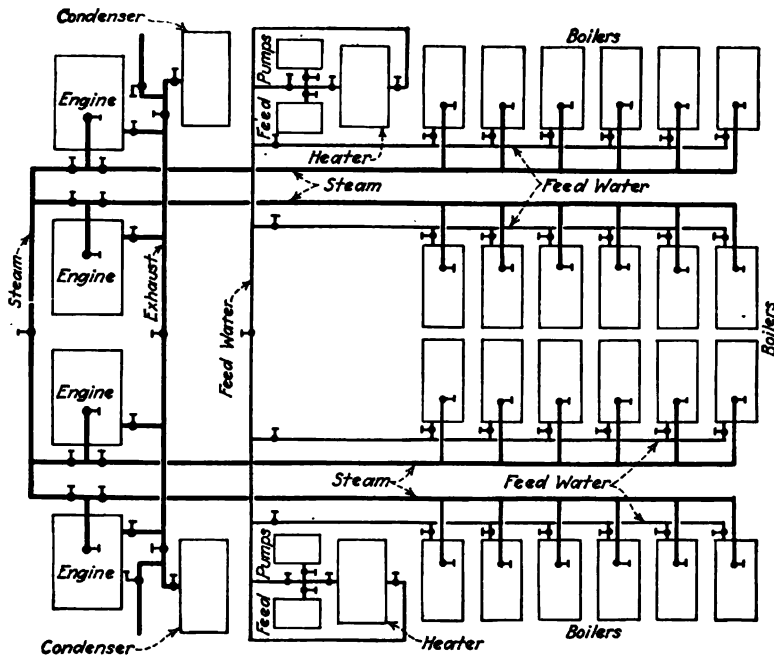 Condenser
Boilers
Engine
Feed Pumps
Heater
Steam
Feed Water
Engine
Steam
Exhaust
Feed Water
Boilers
Engine
Steam
Feed Water
Engine
Feed Pumps
Condenser
Heater
Boilers